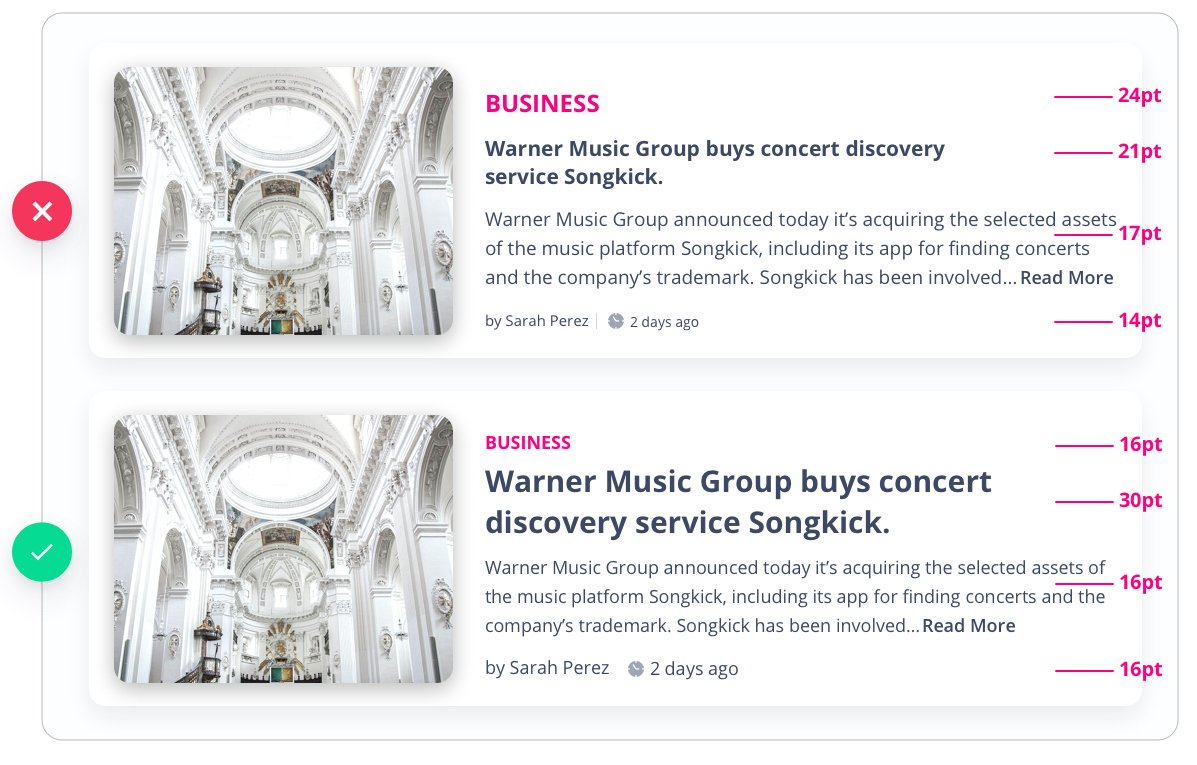 BUSINESS
24pt
Warner Music Group buys concert discovery
service Songkick.
21pt
Warner Music Group announced today it’s acquiring the selected assets
of the music platform Songkick, including its app for finding concerts
and the company’s trademark. Songkick has been involved... Read More
17pt
by Sarah Perez
2 days ago
14pt
BUSINESS
16pt
Warner Music Group buys concert
discovery service Songkick.
30pt
Warner Music Group announced today it’s acquiring the selected assets of
the music platform Songkick, including its app for finding concerts and the
company’s trademark. Songkick has been involved... Read More
16pt
by Sarah Perez
2 days ago
16pt